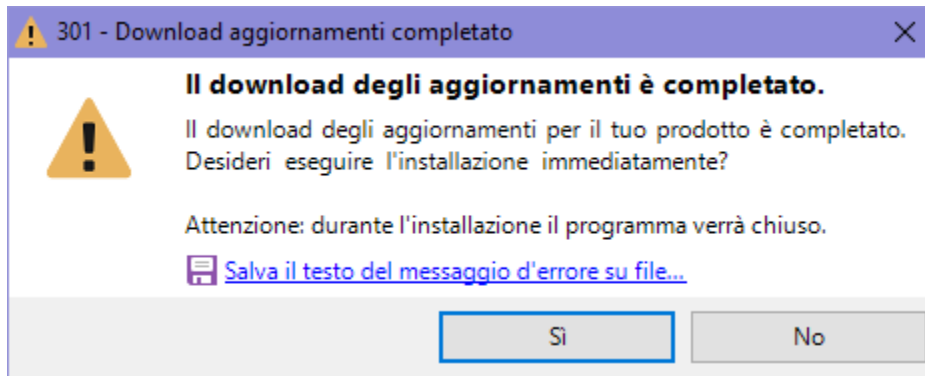 301 - Download aggiornamenti completato
Il download degli aggiornamenti è completato.
Il download degli aggiornamenti per il tuo prodotto è completato.
Desideri eseguire l'installazione immediatamente?
Attenzione: durante l'installazione il programma verrà chiuso.
Salva il testo del messaggio d'errore su file...
Sì
No